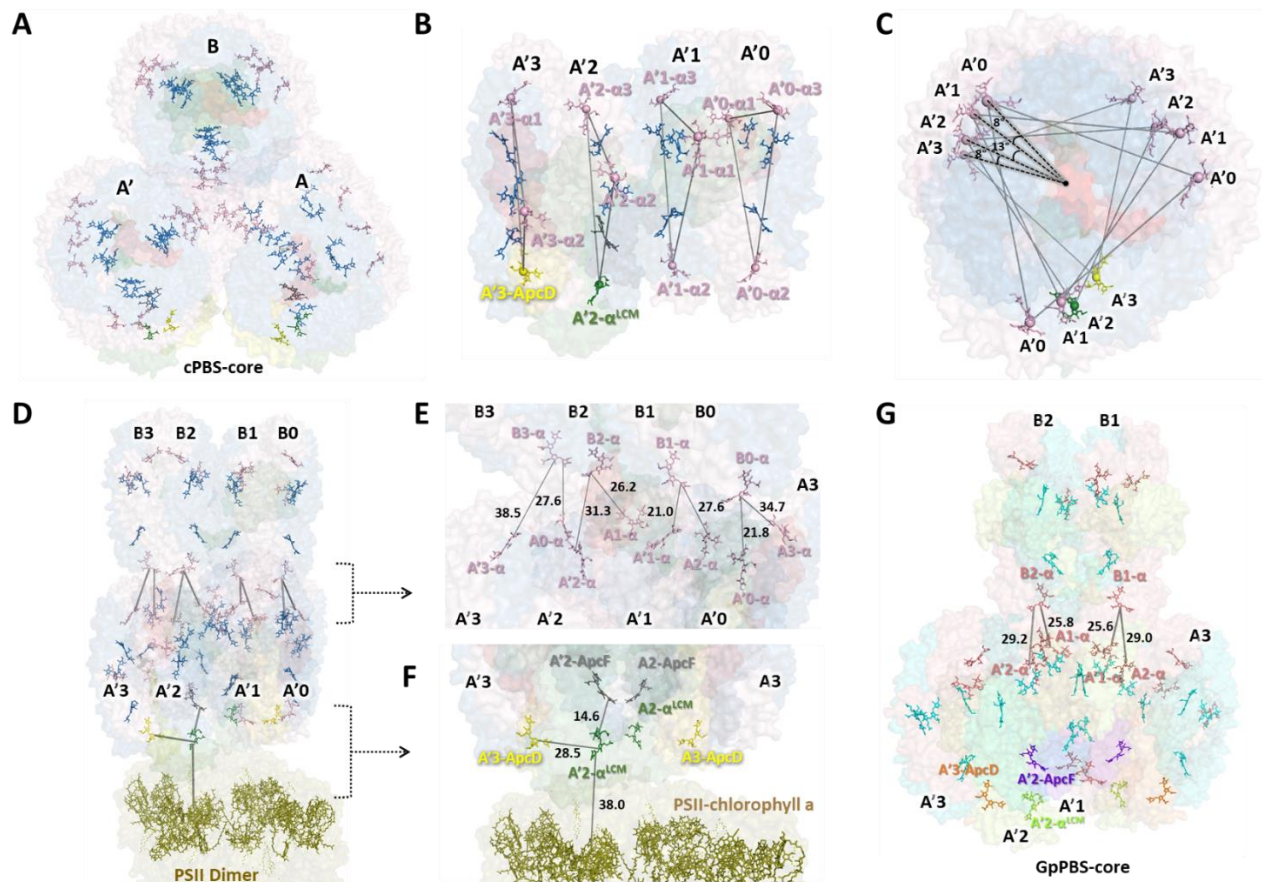 A
B
A'
A
cPBS-core
B
A'3
A'2
A'1
A'0
A'3-α1
A'2-α3
A'1-α3
A'0-α1
A'0-α3
A'1-α1
A'2-α2
A'3-α2
A'3-ApcD
A'2-αLCM
A'1-α2
A'0-α2
C
A'0
A'1
A'2
A'3
8°
13°
8°
A'3
A'2
A'1
A'0
A'3
A'2
A'1
A'0
D
B3 B2 B1 B0
A'3 A'2 A'1 A'0
PSII Dimer
E
B3 B2 B1 B0
B3-α
B2-α
B1-α
B0-α
A3
38.5
27.6
31.3
26.2
21.0
27.6
21.8
34.7
A'3-α
A0-α
A'2-α
A1-α
A'1-α
A2-α
A'0-α
A3-α
A'3 A'2 A'1 A'0
F
A'2-ApcF
A2-ApcF
A'3
A3
A2-αLCM
14.6
28.5
A'3-ApcD
A3-ApcD
A'2-αLCM
38.0
PSII-chlorophyll a
G
B2 B1
B2-α
B1-α
29.2
25.8
25.6
29.0
A1-α
A3
A'2-α
A'1-α
A2-α
A'3-ApcD
A'2-ApcF
A'3
A'1
A'2-αLCM
A'2
GpPBS-core